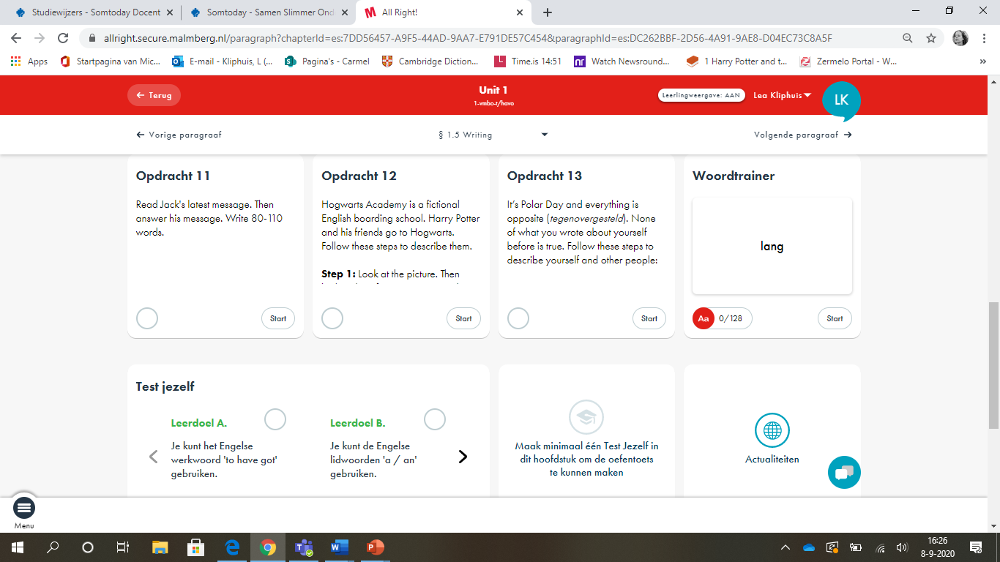 Studiewijzers - Somtoday Docent
Somtoday - Samen Slimmer Ond
All Right!
allright.secure.malmberg.nl/paragraph?chapterId=es:7DD56457-A9F5-44AD-9AA7-E791DE57C454&paragraphId=es:DC262BBF-2D56-4A91-9AE8-D04EC73C8A5F
Apps
Startpagina van Mic...
E-mail - Kliphuis, L (...
Pagina's - Carmel
Cambridge Diction...
Time.is 14:51
nr Watch Newsround...
1 Harry Potter and t...
Zermelo Portal - W...
»
Terug
Unit 1
1-vmbo-t/havo
Leerlingweergave: AAN
Lea Kliphuis
LK
Vorige paragraaf
§ 1.5 Writing
Volgende paragraaf
Opdracht 11
Read Jack's latest message. Then
answer his message. Write 80-110
words.
Start
Opdracht 12
Hogwarts Academy is a fictional
English boarding school. Harry Potter
and his friends go to Hogwarts.
Follow these steps to describe them.
Step 1: Look at the picture. Then
Start
Opdracht 13
It's Polar Day and everything is
opposite (tegenovergesteld). None
of what you wrote about yourself
before is true. Follow these steps to
describe yourself and other people:
Start
Woordtrainer
lang
Aa 0/128
Start
Test jezelf
Leerdoel A.
Je kunt het Engelse
werkwoord 'to have got'
gebruiken.
Leerdoel B.
Je kunt de Engelse
lidwoorden 'a / an'
gebruiken.
Maak minimaal één Test Jezelf in
dit hoofdstuk om de oefentoets
te kunnen maken
Actualiteiten
Menu
16:26
8-9-2020